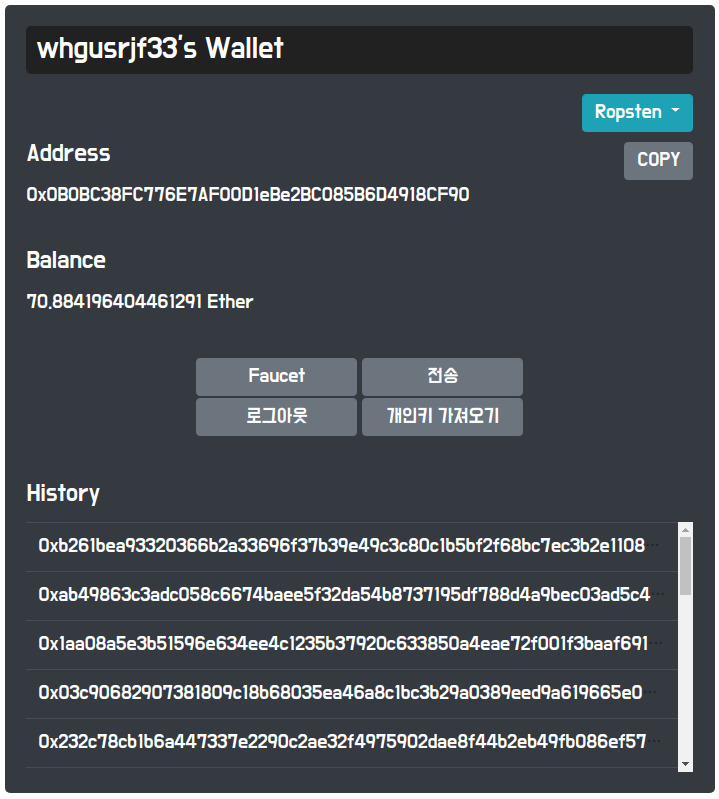 whgusrjf33's Wallet
Ropsten
Address
COPY
0x0B0BC38FC776E7AF00D1eBe2BC085B6D4918CF90
Balance
70.884196404461291 Ether
Faucet 전송
로그아웃 개인키 가져오기
History
0xb261bea93320366b2a33696f37b39e49c3c80c1b5bf2f68bc7ec3b2e1108...
0xab49863c3adc058c6674baee5f32da54b8737195df788d4a9bec03ad5c4...
0x1aa08a5e3b51596e634ee4c1235b37920c633850a4eae72f001f3baaf691...
0x03c90682907381809c18b68035ea46a8c1bc3b29a0389eed9a619665e0...
0x232c78cb1b6a447337e2290c2ae32f4975902dae8f44b2eb49fb086ef57...